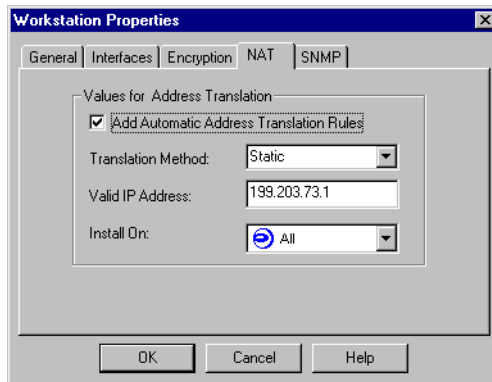 Workstation Properties
General Interfaces Encryption NAT SNMP
Values for Address Translation
Add Automatic Address Translation Rules
Translation Method: Static
Valid IP Address: 199.203.73.1
Install On: All
OK Cancel Help